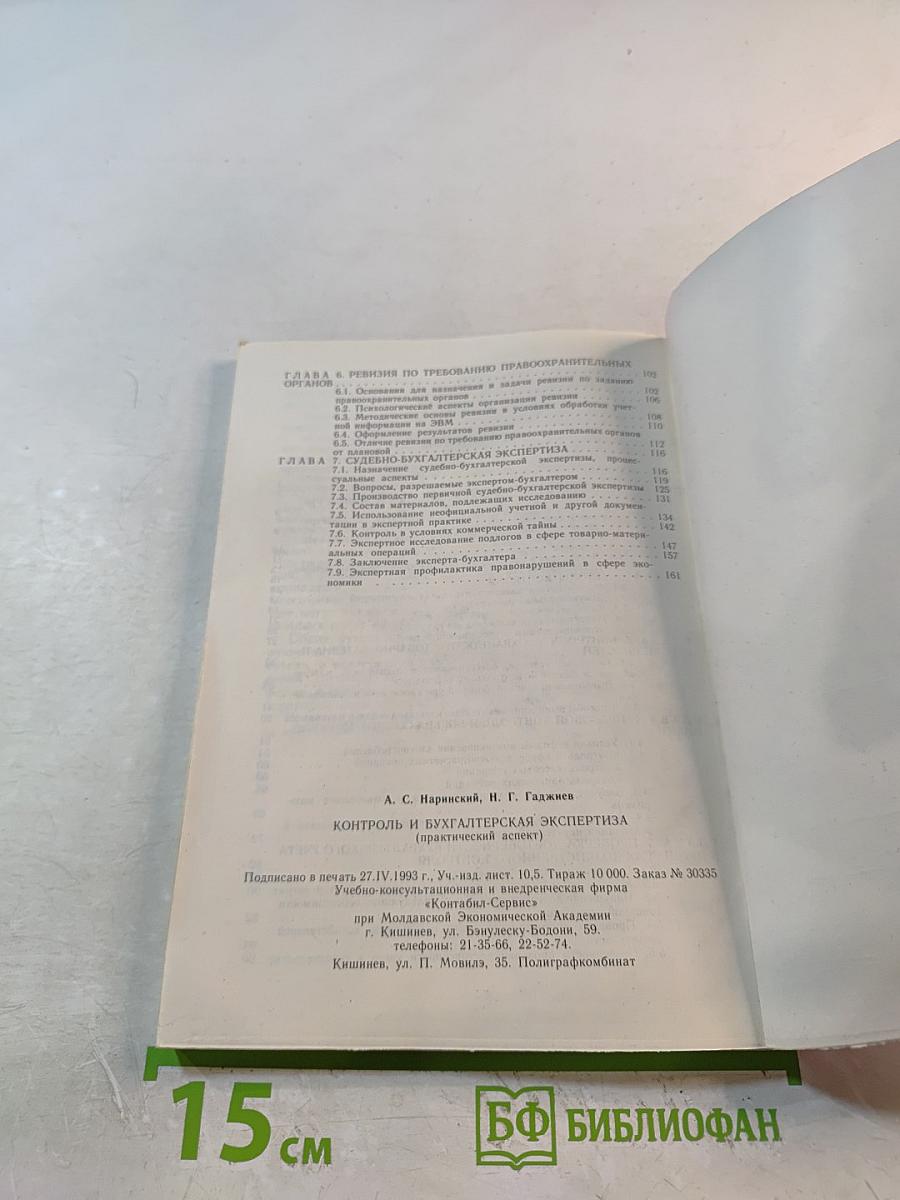 ГЛАВА 6. РЕВИЗИЯ ПО ТРЕБОВАНИЮ ПРАВООХРАНИТЕЛЬНЫХ
ОРГАНОВ . . . . . . . . . . . . . . . . . . . . 102
6.1. Основания для назначения и задачи ревизии по заданию
правоохранительных органов . . . . . . . . . . 102
6.2. Психологические аспекты организации ревизии . . . . 106
6.3. Методические основы ревизии в условиях обработки учет-
ной информации на ЭВМ . . . . . . . . . . 108
6.4. Оформление результатов ревизии . . . . . . . . 110
6.5. Отличие ревизии по требованию правоохранительных органов
от плановой . . . . . . . . . . . . . . . 112
ГЛАВА 7. СУДЕБНО-БУХГАЛТЕРСКАЯ ЭКСПЕРТИЗА . . . . . . 116
7.1. Назначение судебно-бухгалтерской экспертизы, процес-
суальные аспекты . . . . . . . . . . . . . 116
7.2. Вопросы, разрешаемые экспертом-бухгалтером . . . . 119
7.3. Производство первичной судебно-бухгалтерской экспертизы 125
7.4. Состав материалов, подлежащих исследованию . . . . 131
7.5. Использование неофициальной учетной и другой докумен-
тации в экспертной практике . . . . . . . . . 134
7.6. Контроль в условиях коммерческой тайны . . . . . 142
7.7. Экспертное исследование подлогов в сфере товарно-матери-
альных операций . . . . . . . . . . . . . 147
7.8. Заключение эксперта-бухгалтера . . . . . . . . 157
7.9. Экспертная профилактика правонарушений в сфере эко-
номики . . . . . . . . . . . . . . . . 161
А. С. Наринский, Н. Г. Гаджиев
КОНТРОЛЬ И БУХГАЛТЕРСКАЯ ЭКСПЕРТИЗА
(практический аспект)
Подписано в печать 27.IV.1993 г., Уч.-изд. лист. 10,5. Тираж 10 000. Заказ № 30335
Учебно-консультационная и внедренческая фирма
«Контабил-Сервис»
при Молдавской Экономической Академии
г. Кишинев, ул. Бэнулеску-Бодони, 59.
телефоны: 21-35-66, 22-52-74.
Кишинев, ул. П. Мовилэ, 35. Полиграфкомбинат
15 см
БФ БИБЛИОФАН